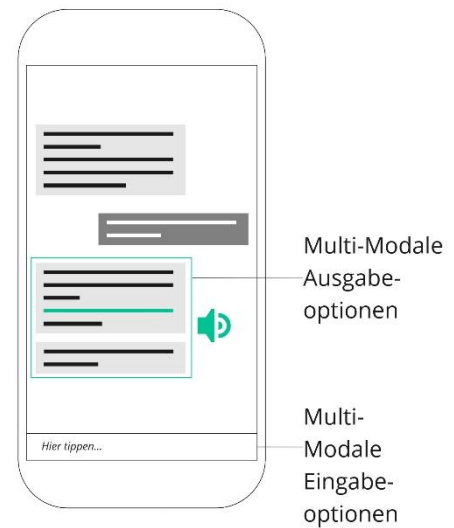 Multi-Modale
Ausgabe-
optionen
Hier tippen...
Multi-
Modale
Eingabe-
optionen